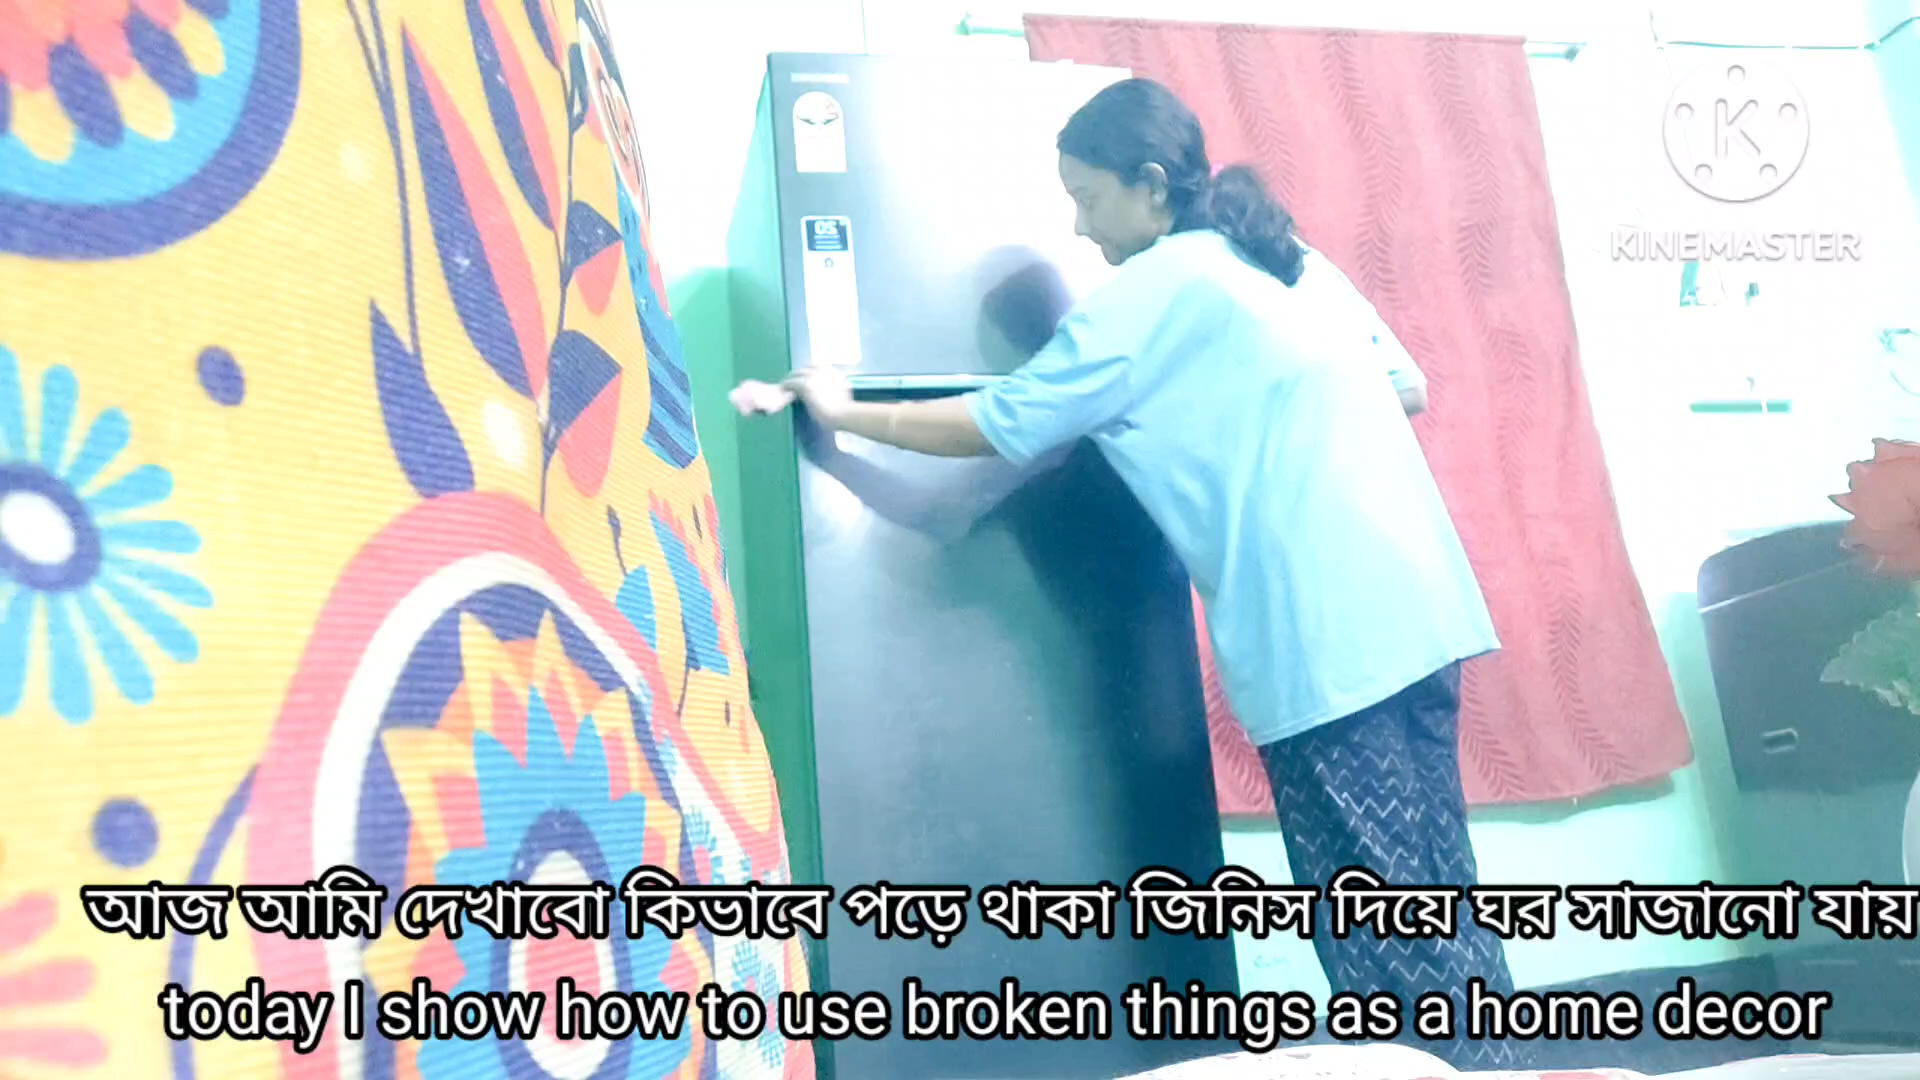 K
KINEMASTER
আজ আমি দেখাবো কিভাবে পড়ে থাকা জিনিস দিয়ে ঘর সাজানো যায়
today I show how to use broken things as a home decor